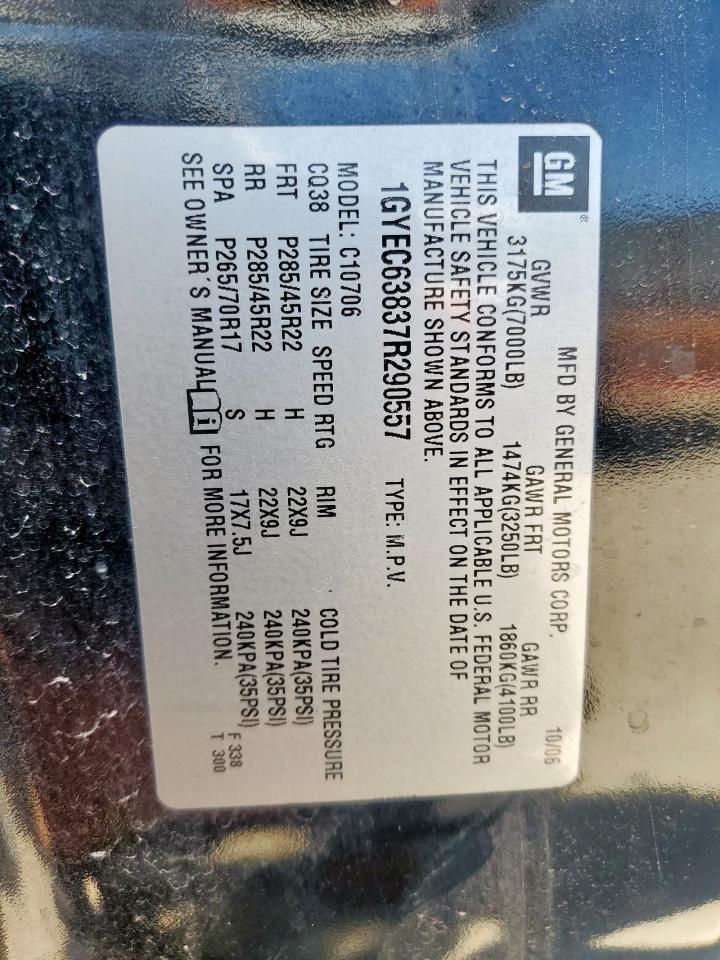 GM ®
MFD BY GENERAL MOTORS CORP. 10/06
GVWR GAWR FRT GAWR RR
3175KG(7000LB) 1474KG(3250LB) 1860KG(4100LB)
THIS VEHICLE CONFORMS TO ALL APPLICABLE U.S. FEDERAL MOTOR
VEHICLE SAFETY STANDARDS IN EFFECT ON THE DATE OF
MANUFACTURE SHOWN ABOVE.
1GYEC63837R290557 TYPE: M.P.V.
MODEL: C10706
CQ38 TIRE SIZE SPEED RTG RIM COLD TIRE PRESSURE
FRT P285/45R22 H 22X9J 240KPA(35PSI)
RR P285/45R22 H 22X9J 240KPA(35PSI)
SPA P265/70R17 S 17X7.5J 240KPA(35PSI)
SEE OWNER'S MANUAL i FOR MORE INFORMATION.
F 338
T 300